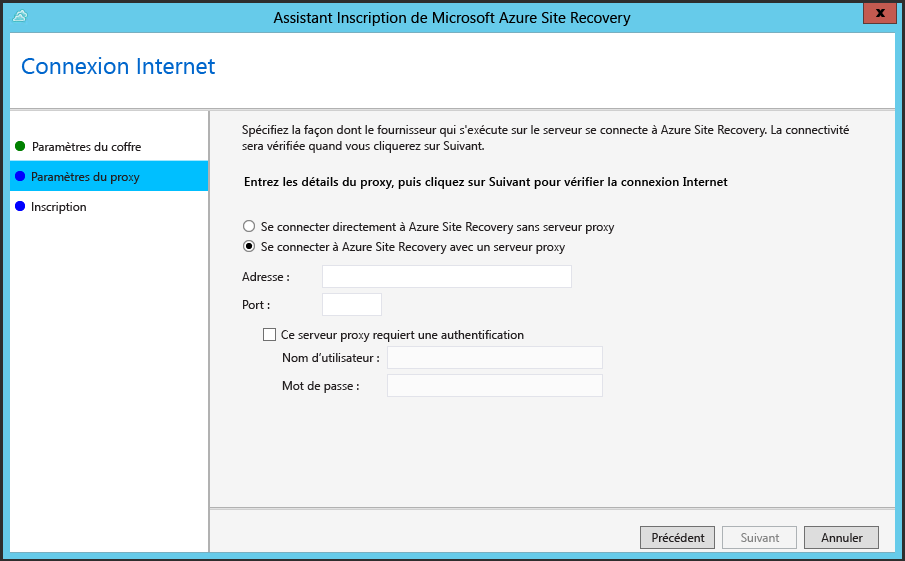 Assistant Inscription de Microsoft Azure Site Recovery
x
Connexion Internet
Paramètres du coffre
Paramètres du proxy
Inscription
Spécifiez la façon dont le fournisseur qui s'exécute sur le serveur se connecte à Azure Site Recovery. La connectivité
sera vérifiée quand vous cliquerez sur Suivant.
Entrez les détails du proxy, puis cliquez sur Suivant pour vérifier la connexion Internet
Se connecter directement à Azure Site Recovery sans serveur proxy
Se connecter à Azure Site Recovery avec un serveur proxy
Adresse :
Port :
Ce serveur proxy requiert une authentification
Nom d'utilisateur :
Mot de passe :
Précédent
Suivant
Annuler